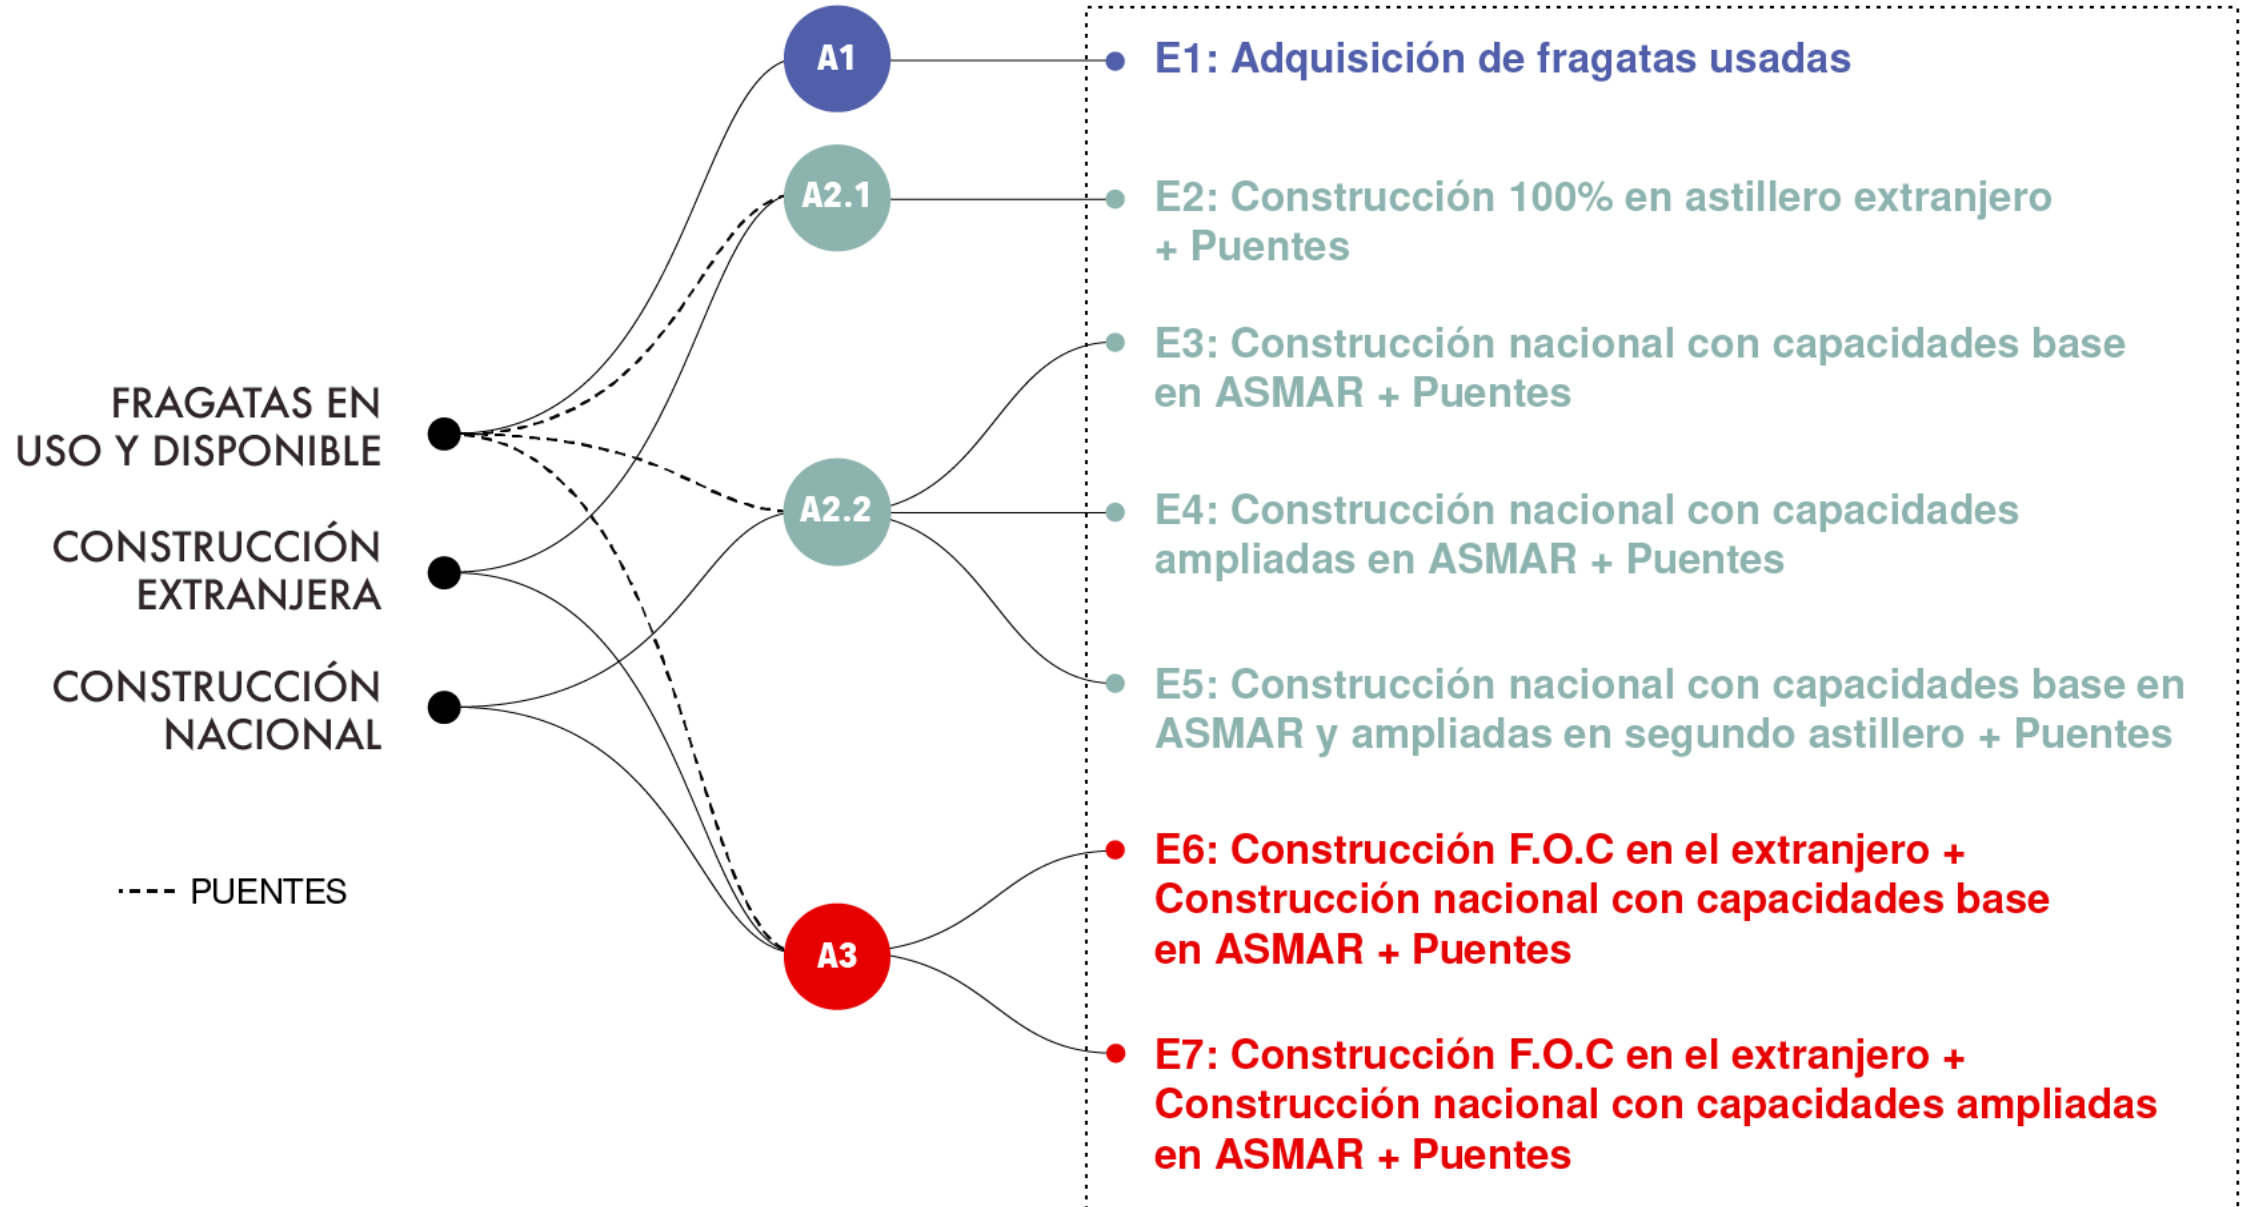 FRAGATAS EN
USO Y DISPONIBLE
CONSTRUCCIÓN
EXTRANJERA
CONSTRUCCIÓN
NACIONAL
PUENTES
A1
A2.1
A2.2
A3
E1: Adquisición de fragatas usadas
E2: Construcción 100% en astillero extranjero
+ Puentes
E3: Construcción nacional con capacidades base
en ASMAR + Puentes
E4: Construcción nacional con capacidades
ampliadas en ASMAR + Puentes
E5: Construcción nacional con capacidades base en
ASMAR y ampliadas en segundo astillero + Puentes
E6: Construcción F.O.C en el extranjero +
Construcción nacional con capacidades base
en ASMAR + Puentes
E7: Construcción F.O.C en el extranjero +
Construcción nacional con capacidades ampliadas
en ASMAR + Puentes